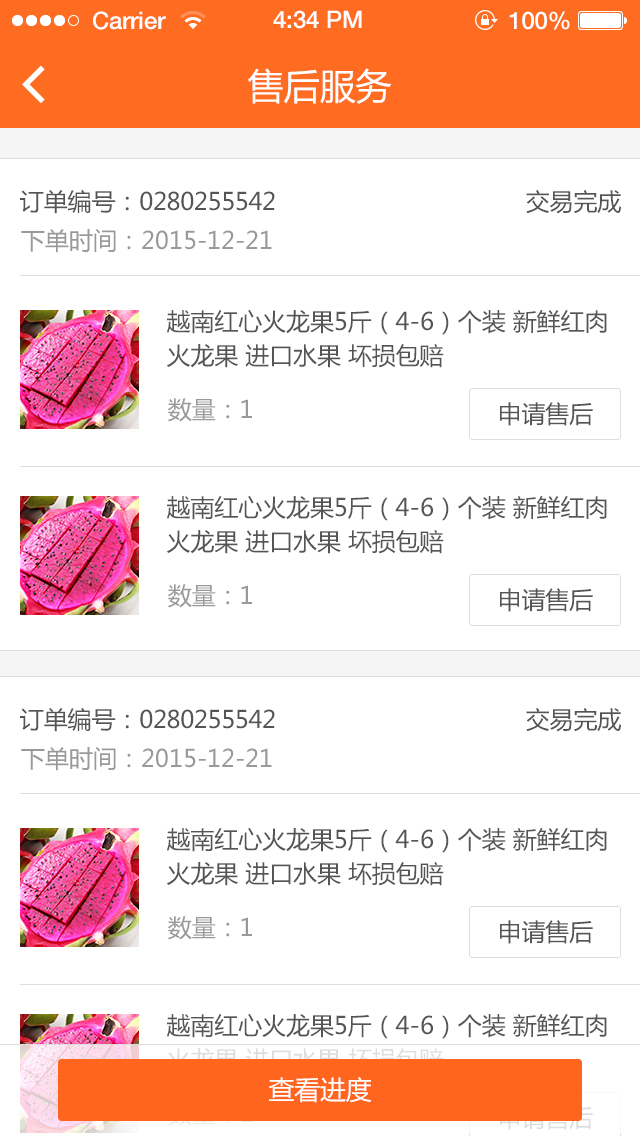 Carrier 4:34 PM 100%
售后服务
订单编号：0280255542 交易完成
下单时间：2015-12-21
越南红心火龙果5斤（4-6）个装 新鲜红肉
火龙果 进口水果 坏损包赔
数量：1 申请售后
越南红心火龙果5斤（4-6）个装 新鲜红肉
火龙果 进口水果 坏损包赔
数量：1 申请售后
订单编号：0280255542 交易完成
下单时间：2015-12-21
越南红心火龙果5斤（4-6）个装 新鲜红肉
火龙果 进口水果 坏损包赔
数量：1 申请售后
越南红心火龙果5斤（4-6）个装 新鲜红肉
火龙果 进口水果 坏损包赔
查看进度
申请售后